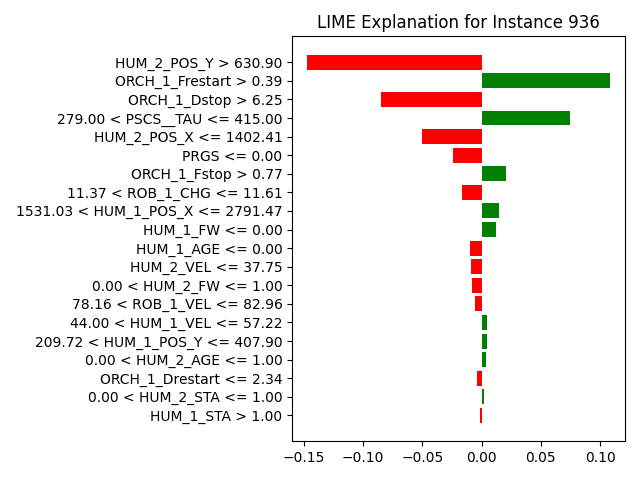 LIME Explanation for Instance 936
HUM_2_POS_Y > 630.90
ORCH_1_Frestart > 0.39
ORCH_1_Dstop > 6.25
279.00 < PSCS__TAU <= 415.00
HUM_2_POS_X <= 1402.41
PRGS <= 0.00
ORCH_1_Fstop > 0.77
11.37 < ROB_1_CHG <= 11.61
1531.03 < HUM_1_POS_X <= 2791.47
HUM_1_FW <= 0.00
HUM_1_AGE <= 0.00
HUM_2_VEL <= 37.75
0.00 < HUM_2_FW <= 1.00
78.16 < ROB_1_VEL <= 82.96
44.00 < HUM_1_VEL <= 57.22
209.72 < HUM_1_POS_Y <= 407.90
0.00 < HUM_2_AGE <= 1.00
ORCH_1_Drestart <= 2.34
0.00 < HUM_2_STA <= 1.00
HUM_1_STA > 1.00
−0.15 −0.10 −0.05 0.00 0.05 0.10